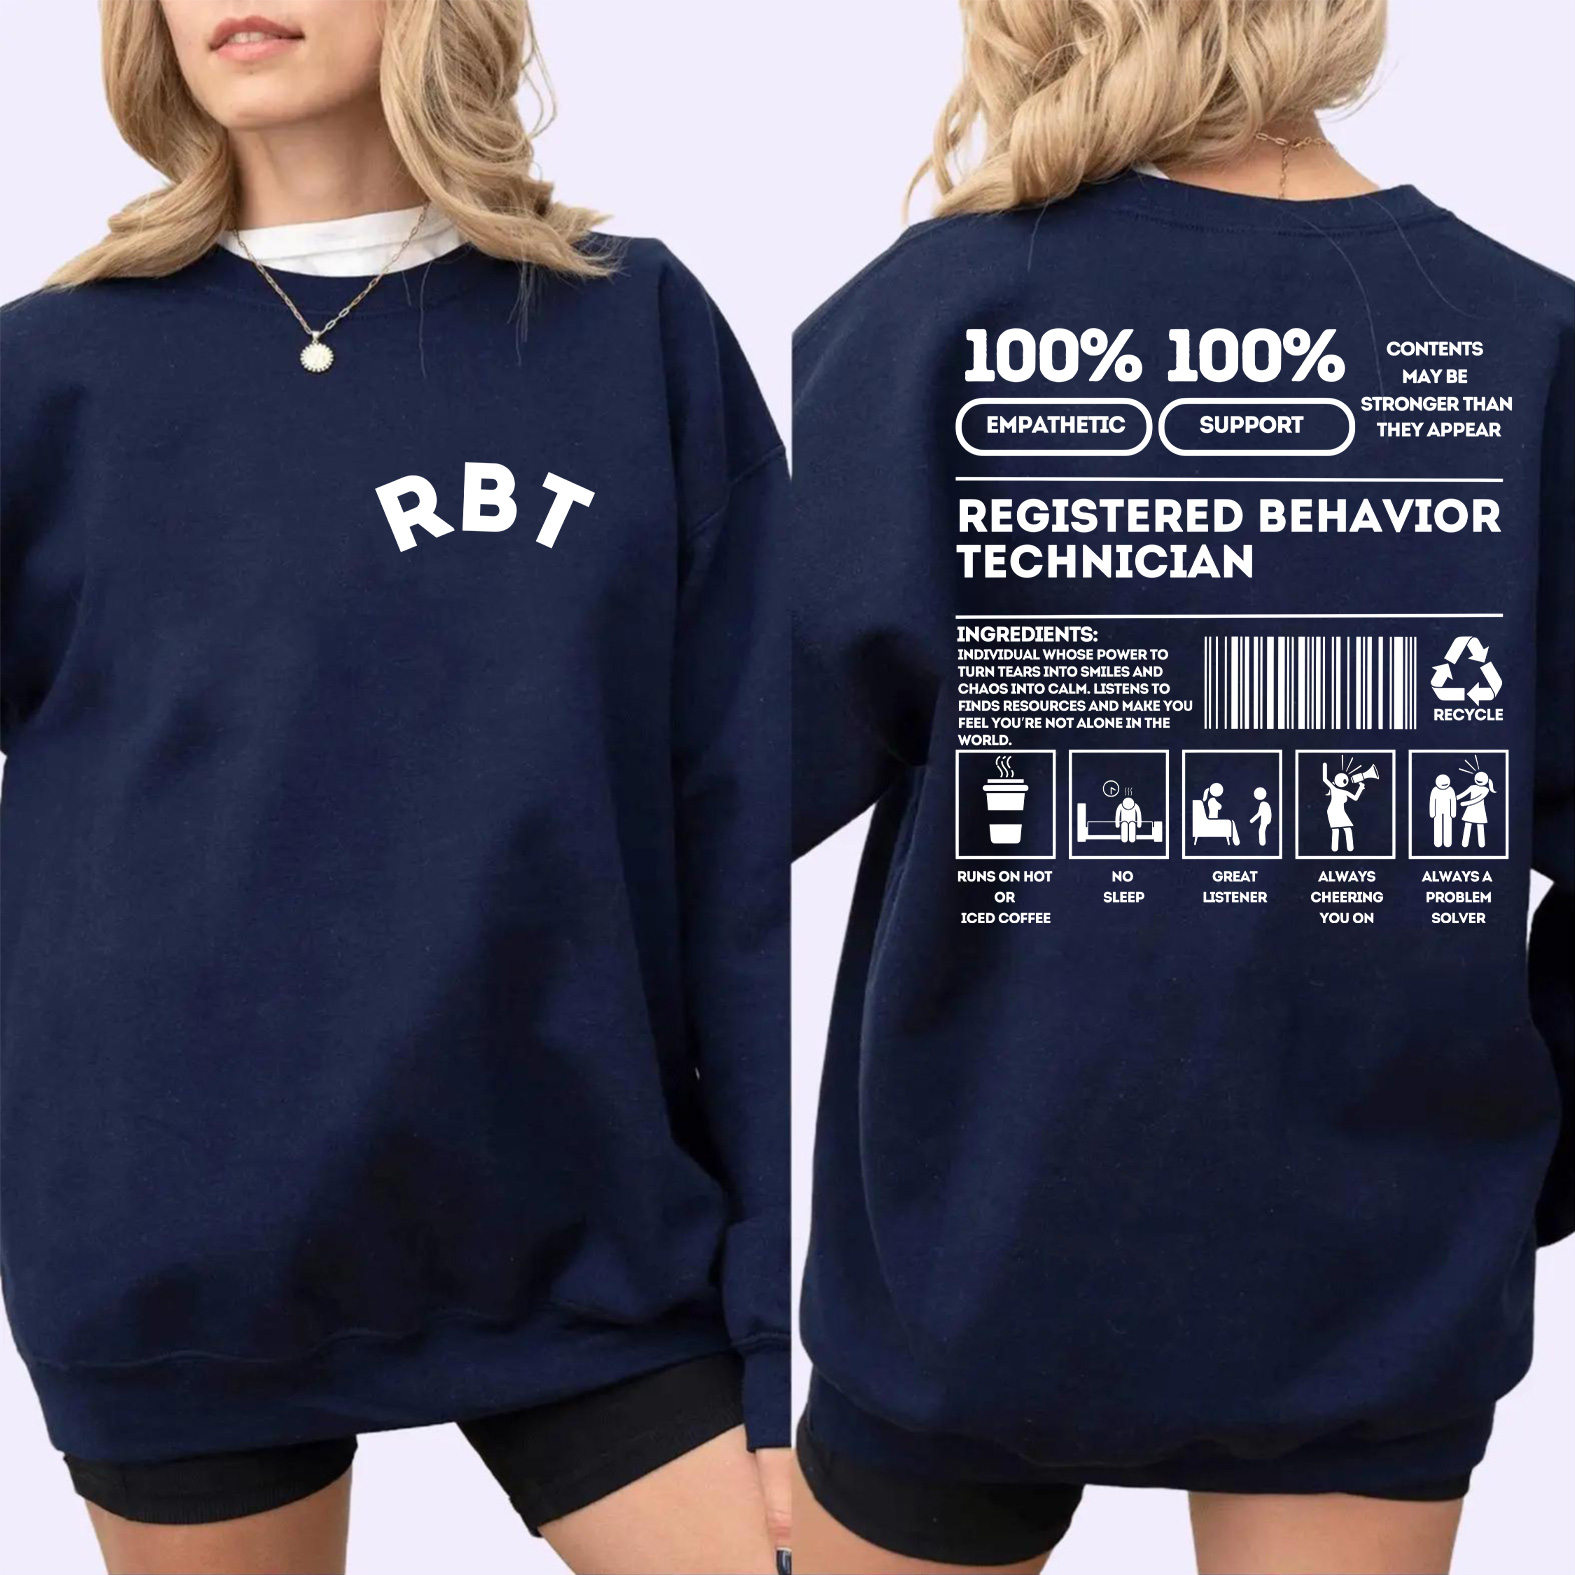 RBT
100% 100%
EMPATHETIC SUPPORT
CONTENTS
MAY BE
STRONGER THAN
THEY APPEAR
REGISTERED BEHAVIOR
TECHNICIAN
INGREDIENTS:
INDIVIDUAL WHOSE POWER TO
TURN TEARS INTO SMILES AND
CHAOS INTO CALM. LISTENS TO
FINDS RESOURCES AND MAKE YOU
FEEL YOU'RE NOT ALONE IN THE
WORLD.
RECYCLE
RUNS ON HOT
OR
ICED COFFEE
NO
SLEEP
GREAT
LISTENER
ALWAYS
CHEERING
YOU ON
ALWAYS A
PROBLEM
SOLVER